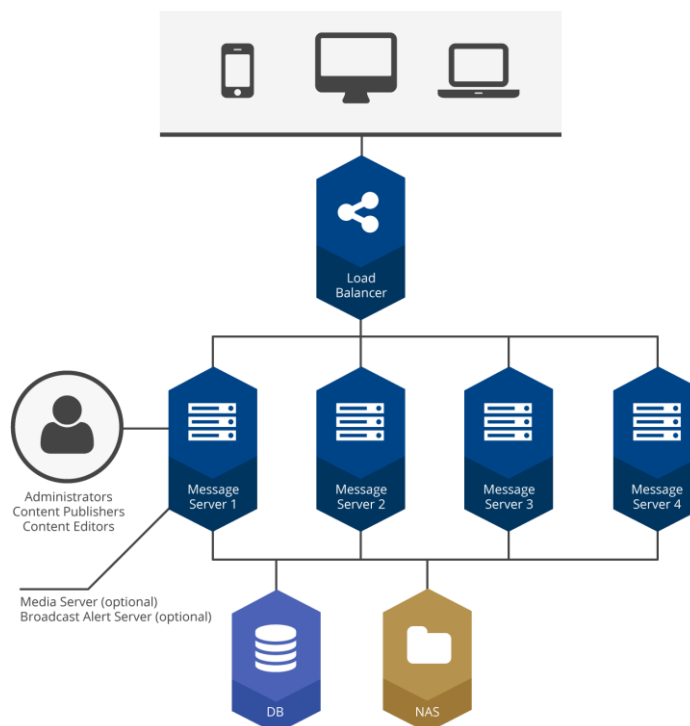 Load
Balancer
Message
Server 1
Message
Server 2
Message
Server 3
Message
Server 4
Administrators
Content Publishers
Content Editors
Media Server (optional)
Broadcast Alert Server (optional)
DB
NAS